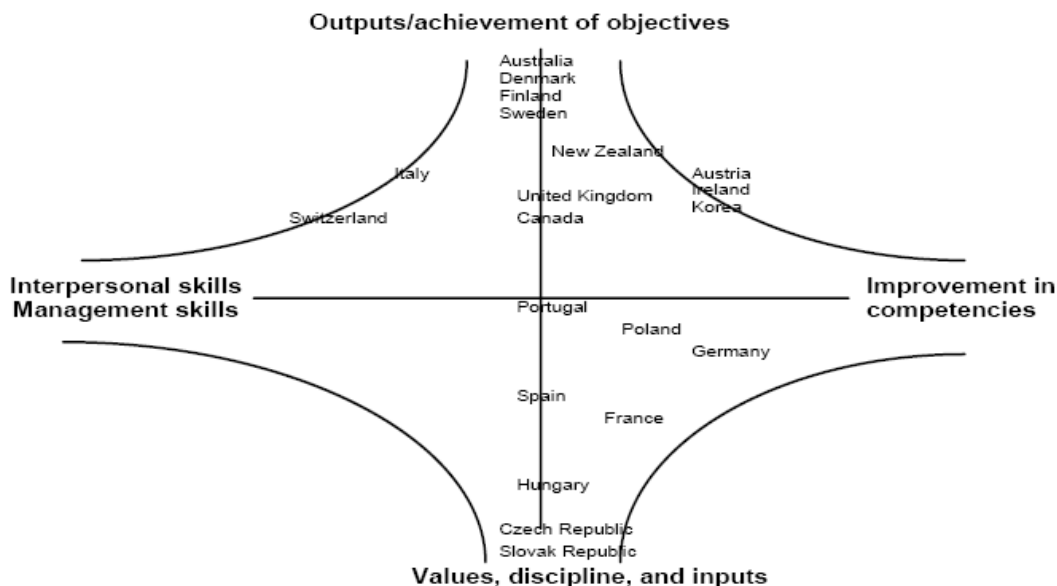 Outputs/achievement of objectives
Australia
Denmark
Finland
Sweden
New Zealand
Italy
Austria
Ireland
Korea
United Kingdom
Switzerland
Canada
Interpersonal skills
Management skills
Improvement in
competencies
Portugal
Poland
Germany
Spain
France
Hungary
Czech Republic
Slovak Republic
Values, discipline, and inputs